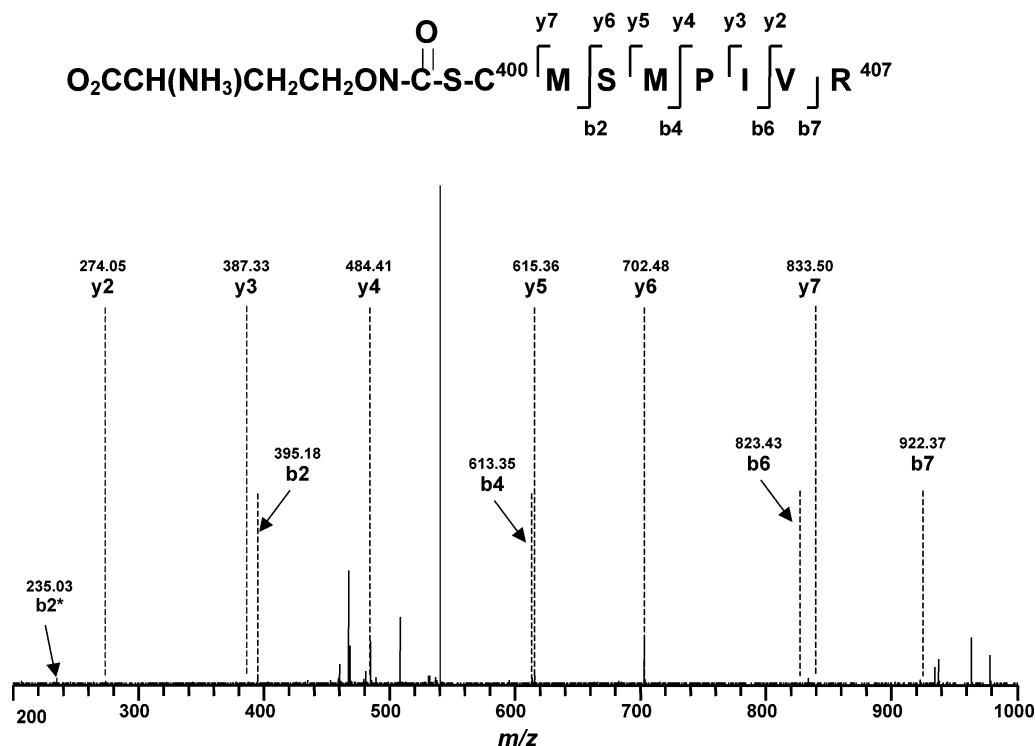 y7 y6 y5 y4 y3 y2
O
O₂CCH(NH₃)CH₂CH₂ON-C-S-C⁴⁰⁰ M S M P I V R⁴⁰⁷
b2 b4 b6 b7
274.05 387.33 484.41 615.36 702.48 833.50
y2 y3 y4 y5 y6 y7
395.18
b2
613.35
b4
823.43
b6
922.37
b7
235.03
b2*
200 300 400 500 600 700 800 900 1000
m/z